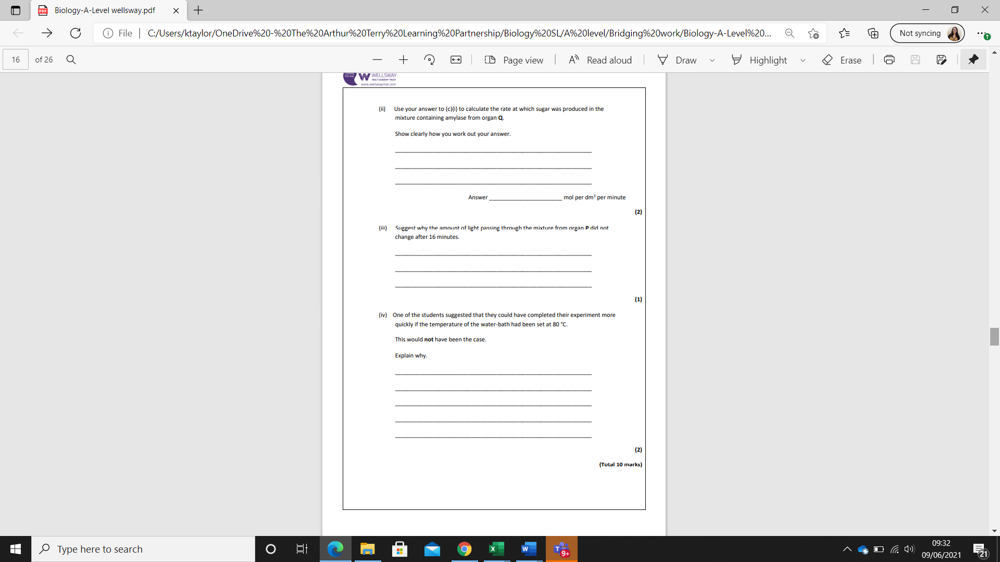 Biology-A-Level wellsway.pdf
File
C:/Users/ktaylor/OneDrive%20-%20The%20Arthur%20Terry%20Learning%20Partnership/Biology%20SL/A%20level/Bridging%20work/Biology-A-Level%20...
Not syncing
16 of 26
Page view
Read aloud
Draw
Highlight
Erase
the way
W WELLSWAY
MULTI ACADEMY TRUST
www.wellswaymat.com
(ii) Use your answer to (c)(i) to calculate the rate at which sugar was produced in the
mixture containing amylase from organ Q.
Show clearly how you work out your answer.
Answer ____________________ mol per dm³ per minute
(2)
(iii) Suggest why the amount of light passing through the mixture from organ P did not
change after 16 minutes.
(1)
(iv) One of the students suggested that they could have completed their experiment more
quickly if the temperature of the water-bath had been set at 80 °C.
This would not have been the case.
Explain why.
(2)
(Total 10 marks)
Type here to search
9+
09:32
09/06/2021
21